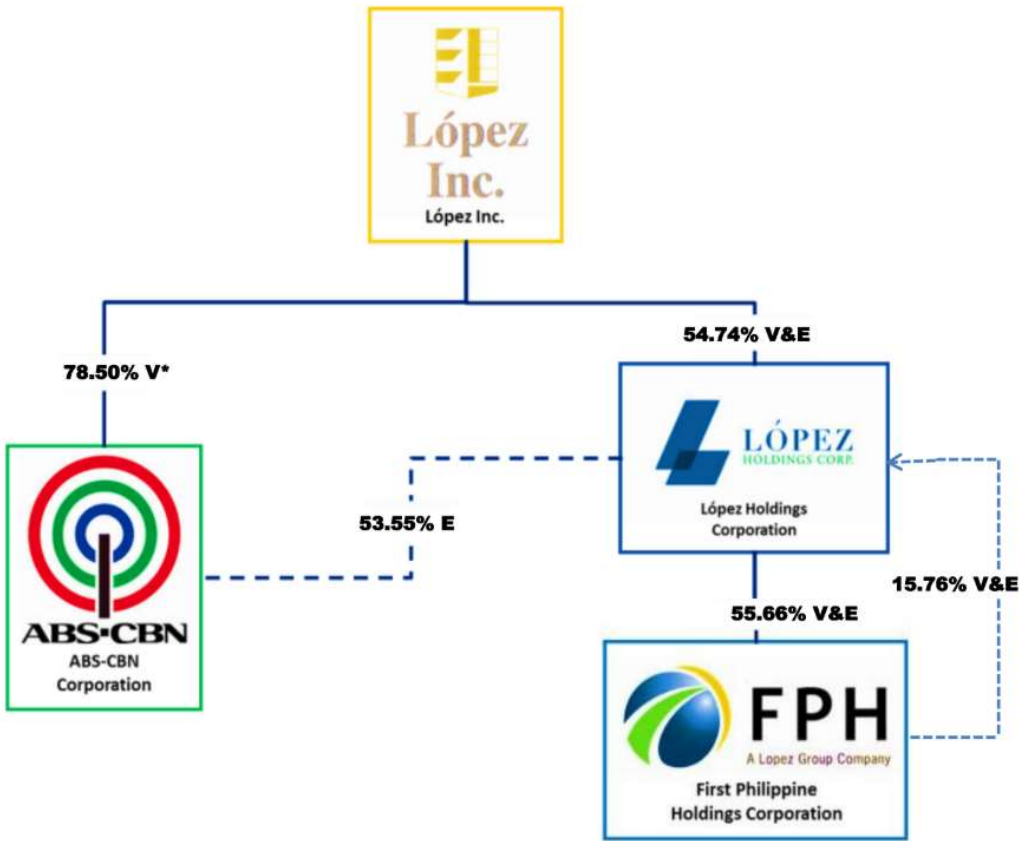 López
Inc.
López Inc.
54.74% V&E
78.50% V*
LÓPEZ
HOLDINGS CORP.
López Holdings
Corporation
53.55% E
15.76% V&E
55.66% V&E
ABS-CBN
ABS-CBN
Corporation
FPH
A Lopez Group Company
First Philippine
Holdings Corporation